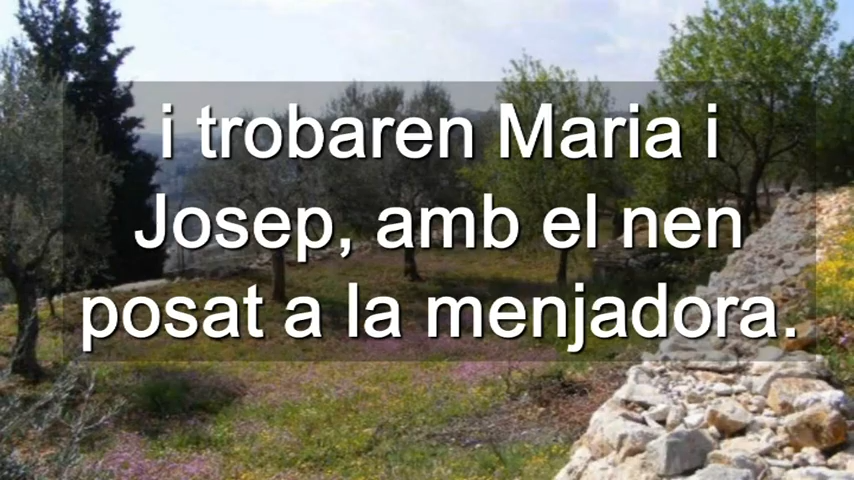 i trobaren Maria i
Josep, amb el nen
posat a la menjadora.